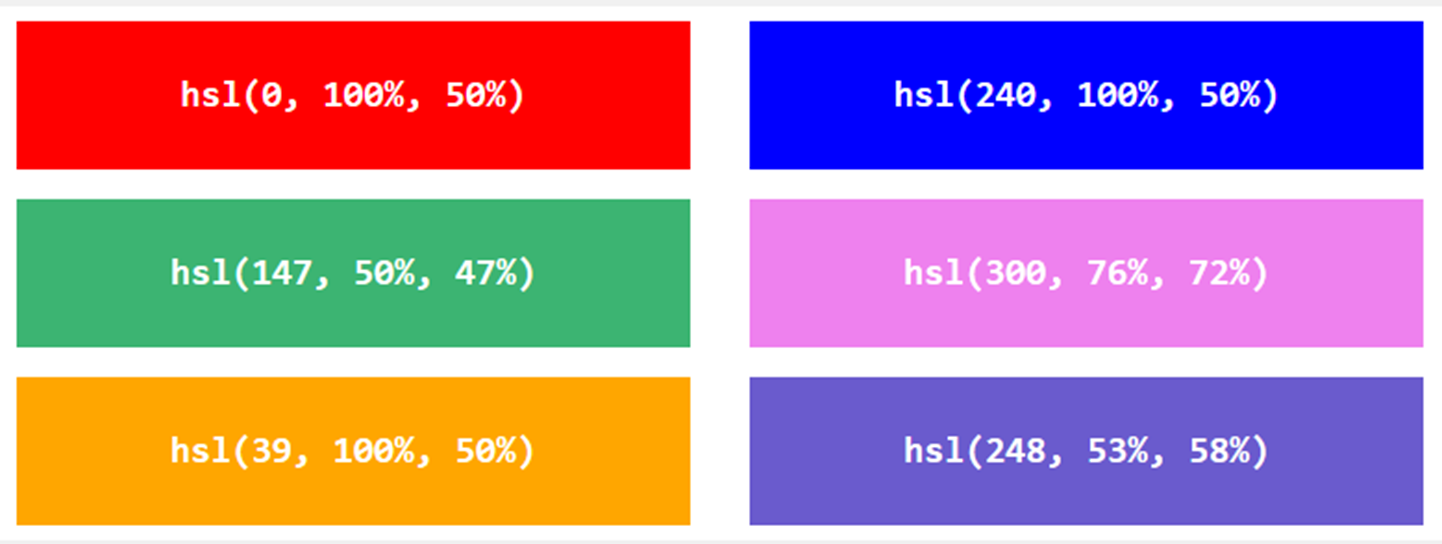 hsl(0, 100%, 50%)
hsl(240, 100%, 50%)
hsl(147, 50%, 47%)
hsl(300, 76%, 72%)
hsl(39, 100%, 50%)
hsl(248, 53%, 58%)